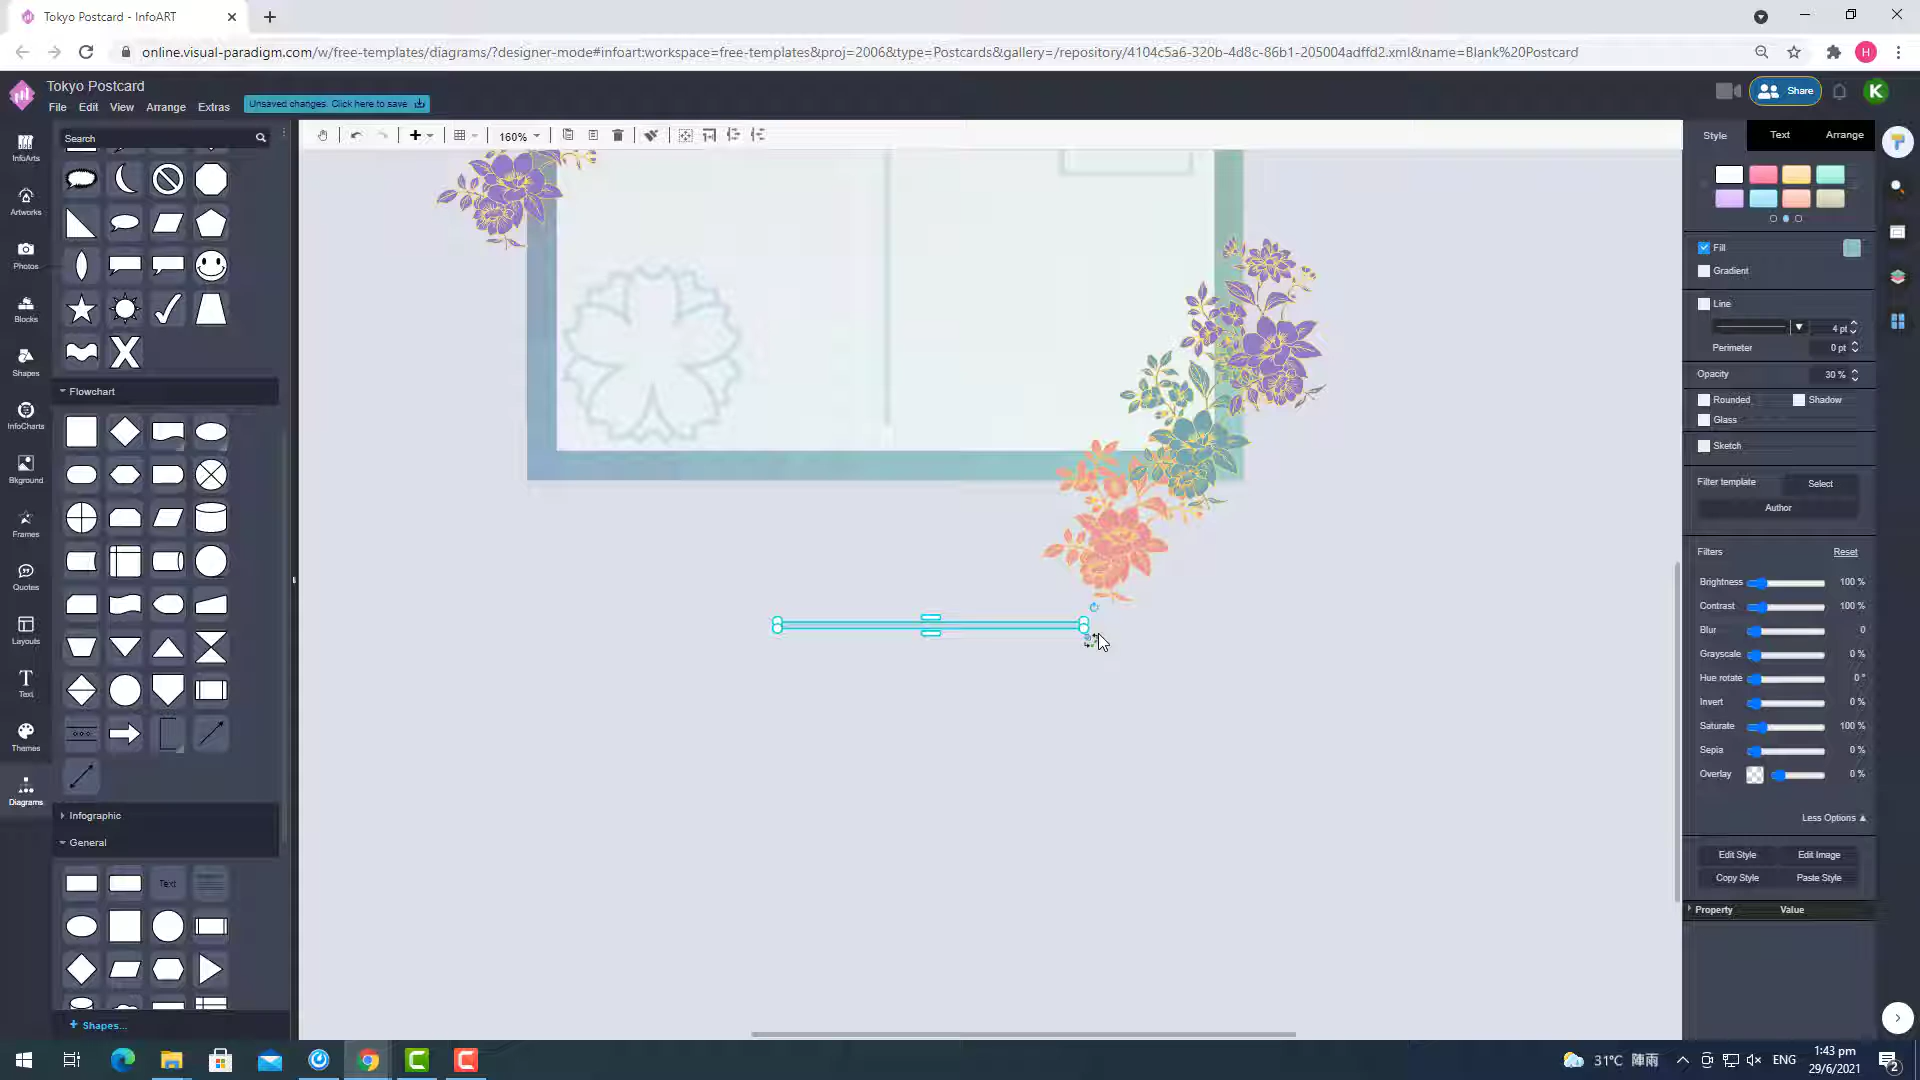 Tokyo Postcard - InfoART
online.visual-paradigm.com/w/free-templates/diagrams/?designer-mode#infoart:workspace=free-templates&proj=2006&type=Postcards&gallery=/repository/4104c5a6-320b-4d8c-86b1-205004adffd2.xml&name=Blank%20Postcard
H
Tokyo Postcard
File Edit View Arrange Extras
Unsaved changes. Click here to save
Share
K
Search
160%
Style Text Arrange
InfoArts
Artworks
Photos
Blocks
Shapes
InfoCharts
Bkground
Frames
Quotes
Layouts
Text
Themes
Diagrams
Flowchart
Infographic
General
Text
+ Shapes...
Fill
Gradient
Line
4 pt
Perimeter 0 pt
Opacity 30 %
Rounded Shadow
Glass
Sketch
Filter template Select
Author
Filters Reset
Brightness 100 %
Contrast 100 %
Blur 0
Grayscale 0 %
Hue rotate 0 °
Invert 0 %
Saturate 100 %
Sepia 0 %
Overlay 0 %
Less Options
Edit Style Edit Image
Copy Style Paste Style
Property Value
31°C 陣雨
ENG
1:43 pm
29/6/2021
2